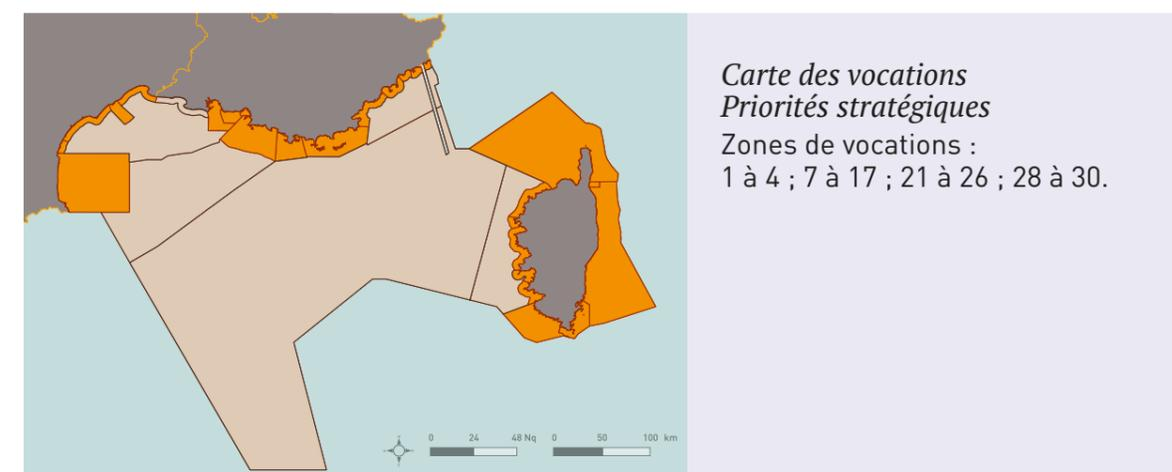 Carte des vocations
Priorités stratégiques
Zones de vocations :
1 à 4 ; 7 à 17 ; 21 à 26 ; 28 à 30.
0 24 48 Nq 0 50 100 km